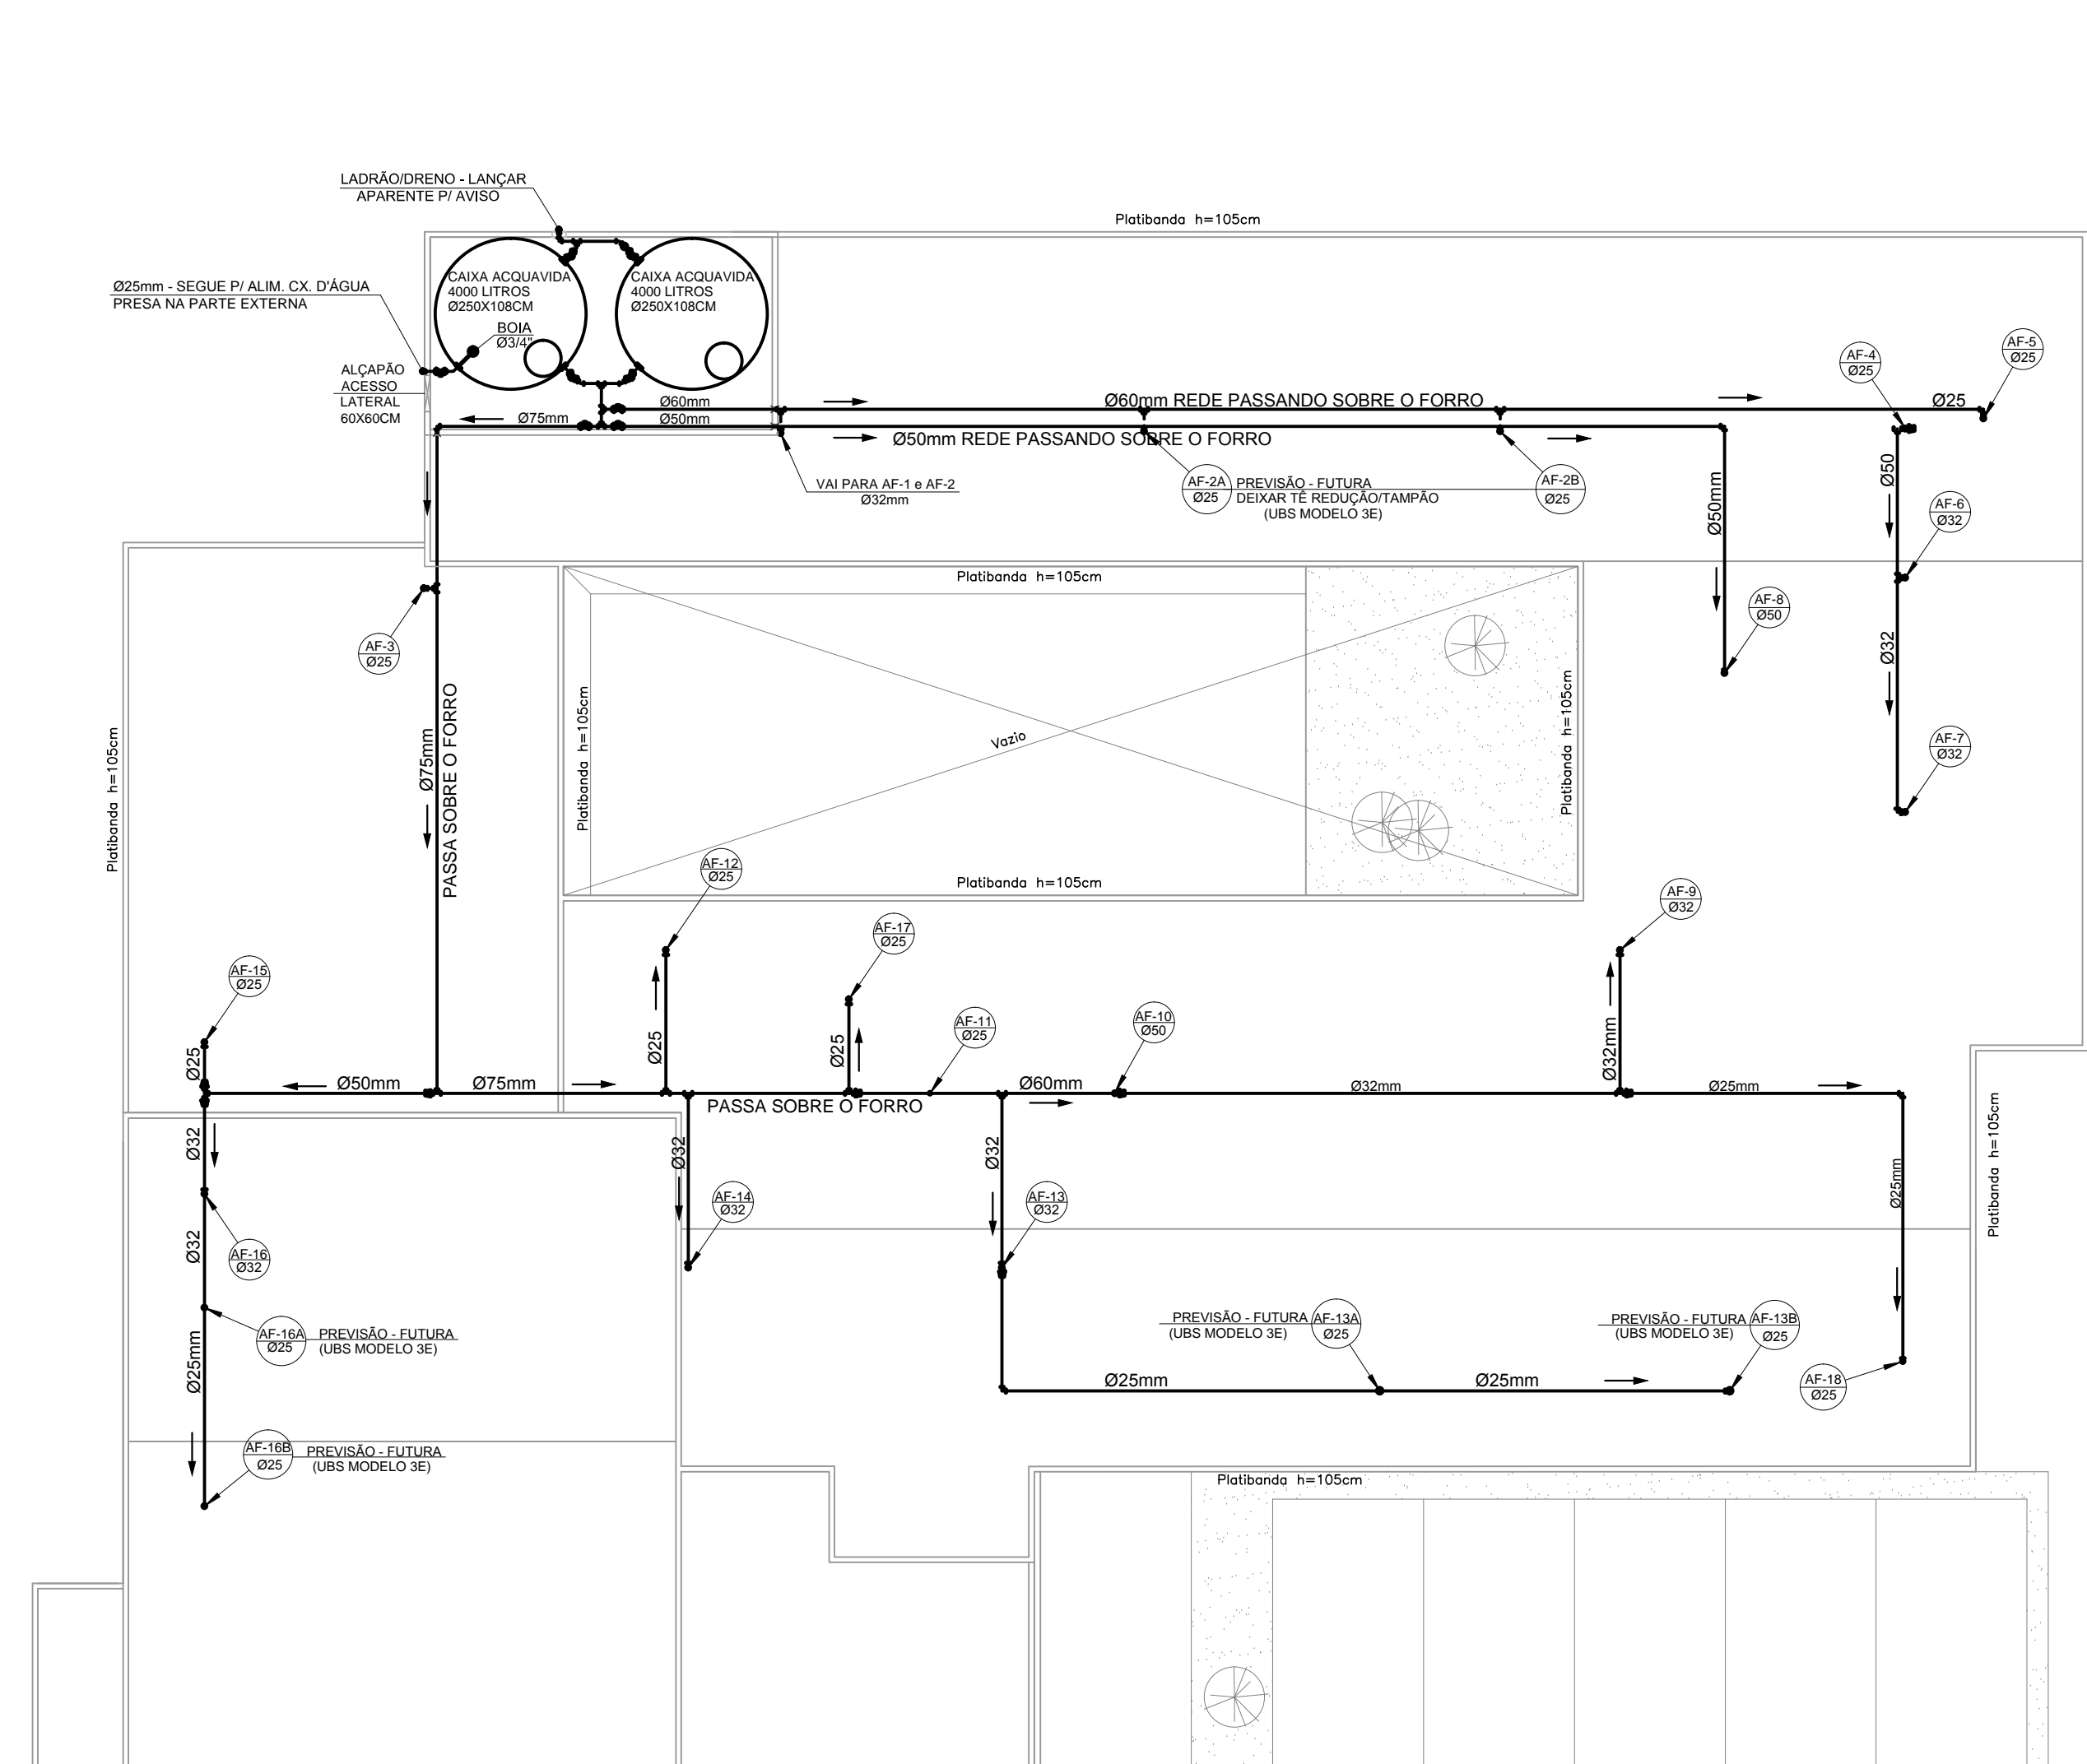 LADRÃO/DRENO - LANÇAR
APARENTE P/ AVISO
Platibanda h=105cm
Ø25mm - SEGUE P/ ALIM. CX. D'ÁGUA
PRESA NA PARTE EXTERNA
CAIXA ACQUAVIDA
4000 LITROS
Ø250X108CM
BOIA
Ø3/4"
CAIXA ACQUAVIDA
4000 LITROS
Ø250X108CM
ALÇAPÃO
ACESSO
LATERAL
60X60CM
Ø75mm
Ø60mm
Ø50mm
Ø60mm REDE PASSANDO SOBRE O FORRO
Ø50mm REDE PASSANDO SOBRE O FORRO
AF-4
Ø25
AF-5
Ø25
Ø25
VAI PARA AF-1 e AF-2
Ø32mm
AF-2A
Ø25
PREVISÃO - FUTURA
DEIXAR TÊ REDUÇÃO/TAMPÃO
(UBS MODELO 3E)
AF-2B
Ø25
Ø50mm
Ø50
AF-6
Ø32
Platibanda h=105cm
AF-8
Ø50
AF-3
Ø25
Ø32
Platibanda h=105cm
Ø75mm
PASSA SOBRE O FORRO
Platibanda h=105cm
Vazio
Platibanda h=105cm
AF-7
Ø32
AF-12
Ø25
Platibanda h=105cm
AF-9
Ø32
AF-17
Ø25
AF-15
Ø25
AF-11
Ø25
AF-10
Ø50
Ø25
Ø25
Ø25
Ø32mm
Ø50mm
Ø75mm
Ø60mm
Ø32mm
Ø25mm
PASSA SOBRE O FORRO
Ø32
Ø32
Ø32
Ø25mm
Platibanda h=105cm
AF-14
Ø32
AF-13
Ø32
Ø32
AF-16
Ø32
AF-16A
Ø25
PREVISÃO - FUTURA
(UBS MODELO 3E)
PREVISÃO - FUTURA
(UBS MODELO 3E)
AF-13A
Ø25
PREVISÃO - FUTURA
(UBS MODELO 3E)
AF-13B
Ø25
Ø25mm
Ø25mm
Ø25mm
AF-18
Ø25
AF-16B
Ø25
PREVISÃO - FUTURA
(UBS MODELO 3E)
Platibanda h=105cm